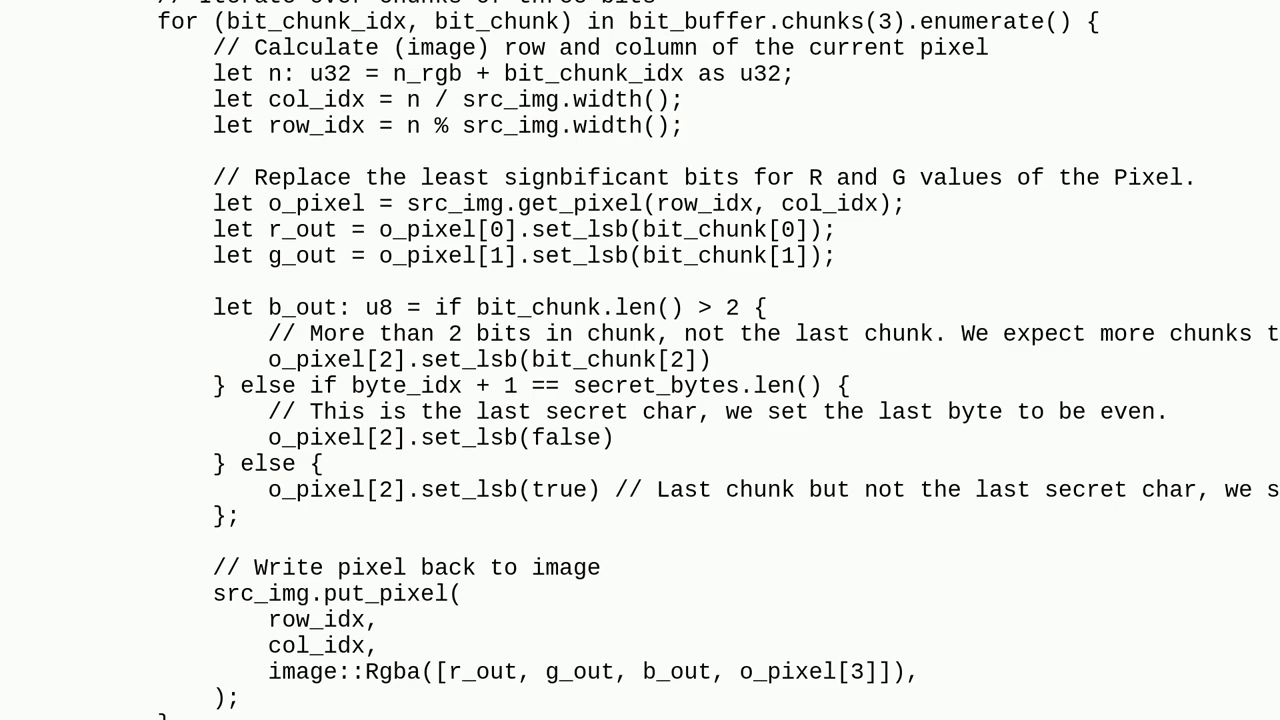 // Iterate over chunks of three bits
for (bit_chunk_idx, bit_chunk) in bit_buffer.chunks(3).enumerate() {
// Calculate (image) row and column of the current pixel
let n: u32 = n_rgb + bit_chunk_idx as u32;
let col_idx = n / src_img.width();
let row_idx = n % src_img.width();
// Replace the least signbificant bits for R and G values of the Pixel.
let o_pixel = src_img.get_pixel(row_idx, col_idx);
let r_out = o_pixel[0].set_lsb(bit_chunk[0]);
let g_out = o_pixel[1].set_lsb(bit_chunk[1]);
let b_out: u8 = if bit_chunk.len() > 2 {
// More than 2 bits in chunk, not the last chunk. We expect more chunks t
o_pixel[2].set_lsb(bit_chunk[2])
} else if byte_idx + 1 == secret_bytes.len() {
// This is the last secret char, we set the last byte to be even.
o_pixel[2].set_lsb(false)
} else {
o_pixel[2].set_lsb(true) // Last chunk but not the last secret char, we s
};
// Write pixel back to image
src_img.put_pixel(
row_idx,
col_idx,
image::Rgba([r_out, g_out, b_out, o_pixel[3]]),
);
}